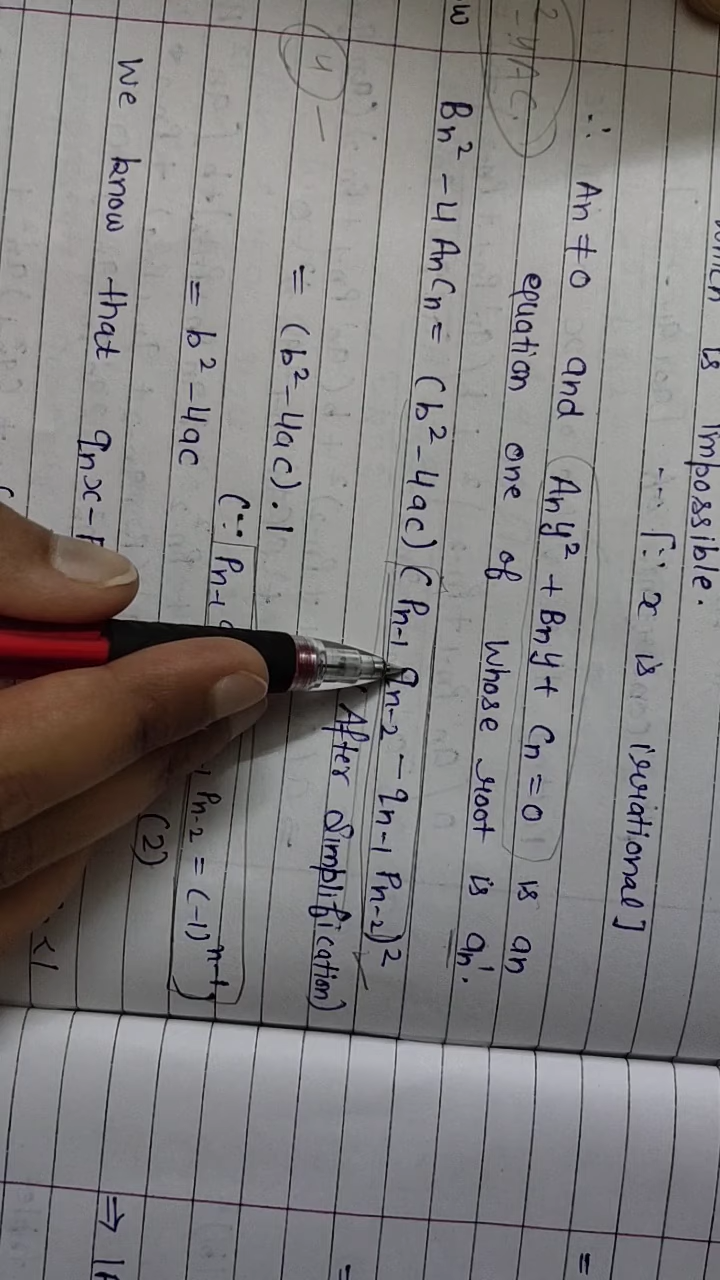 which is impossible.
--- [∵ x is irrational]
∴ An ≠ 0 and Any² + Bny + Cn = 0 is an
equation one of whose root is an'.
Bn² - 4AnCn = (b² - 4ac) (Pn-1 qn-2 - qn-1 Pn-2)²
(After Simplification)
= (b² - 4ac).1
(∵ Pn-1 Pn-2 = (-1)ⁿ⁻¹)
= b² - 4ac
(2)
We know that qnx -
< 1